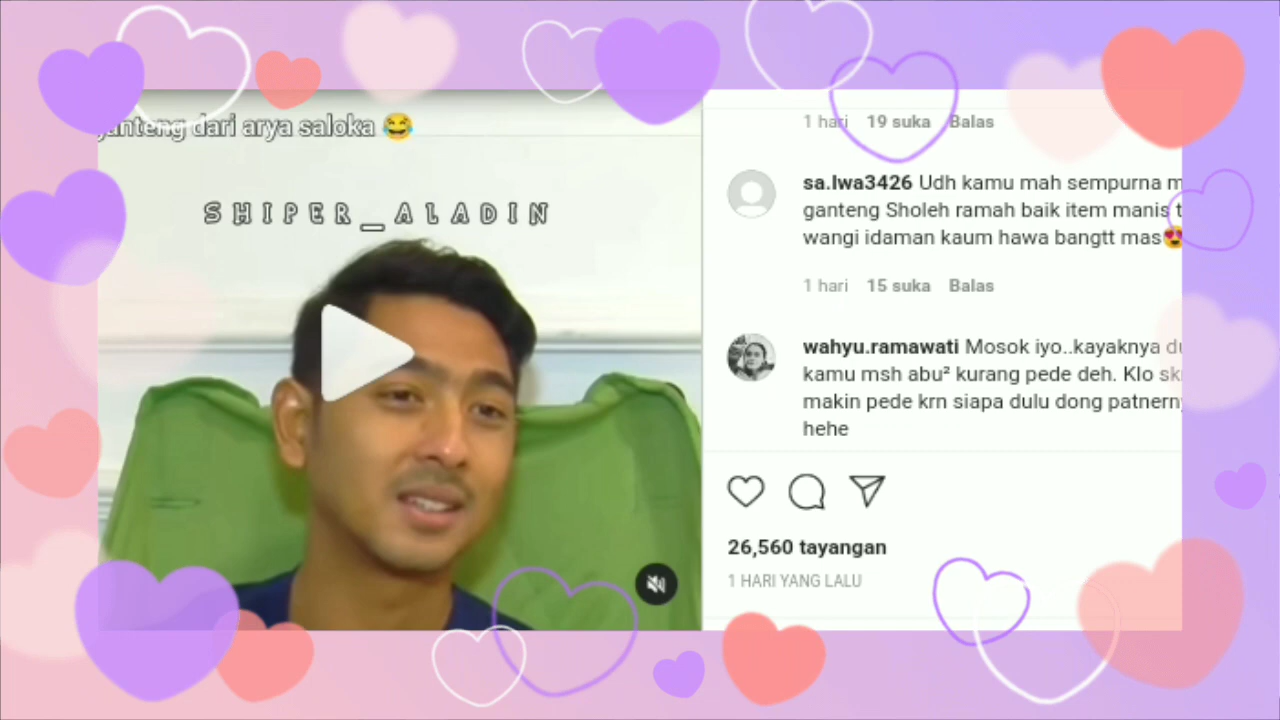 ganteng dari arya saloka 😂
SHIPER_ALADIN
1 hari 19 suka Balas
sa.lwa3426 Udh kamu mah sempurna
ganteng Sholeh ramah baik item manis
wangi idaman kaum hawa bangtt mas😍
1 hari 15 suka Balas
wahyu.ramawati Mosok iyo..kayaknya
kamu msh abu² kurang pede deh. Klo
makin pede krn siapa dulu dong
hehe
26,560 tayangan
1 HARI YANG LALU